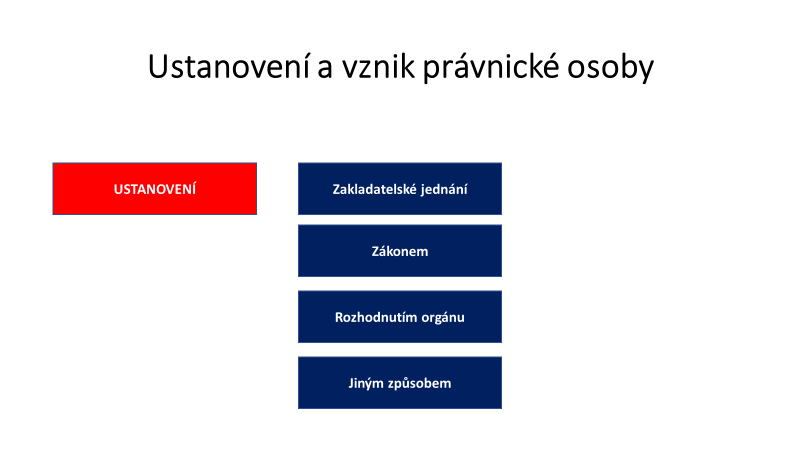 Ustanovení a vznik právnické osoby
USTANOVENÍ
Zakladatelské jednání
Zákonem
Rozhodnutím orgánu
Jiným způsobem